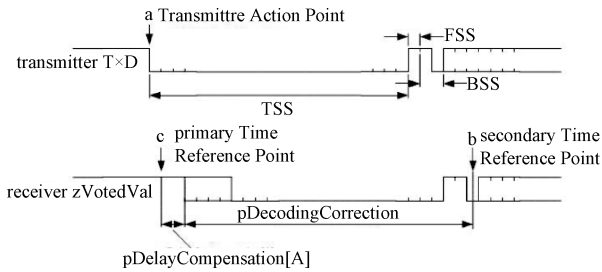 a Transmittre Action Point
FSS
transmitter T×D
BSS
TSS
c primary Time
Reference Point
b secondary Time
Reference Point
receiver zVotedVal
pDecodingCorrection
pDelayCompensation[A]